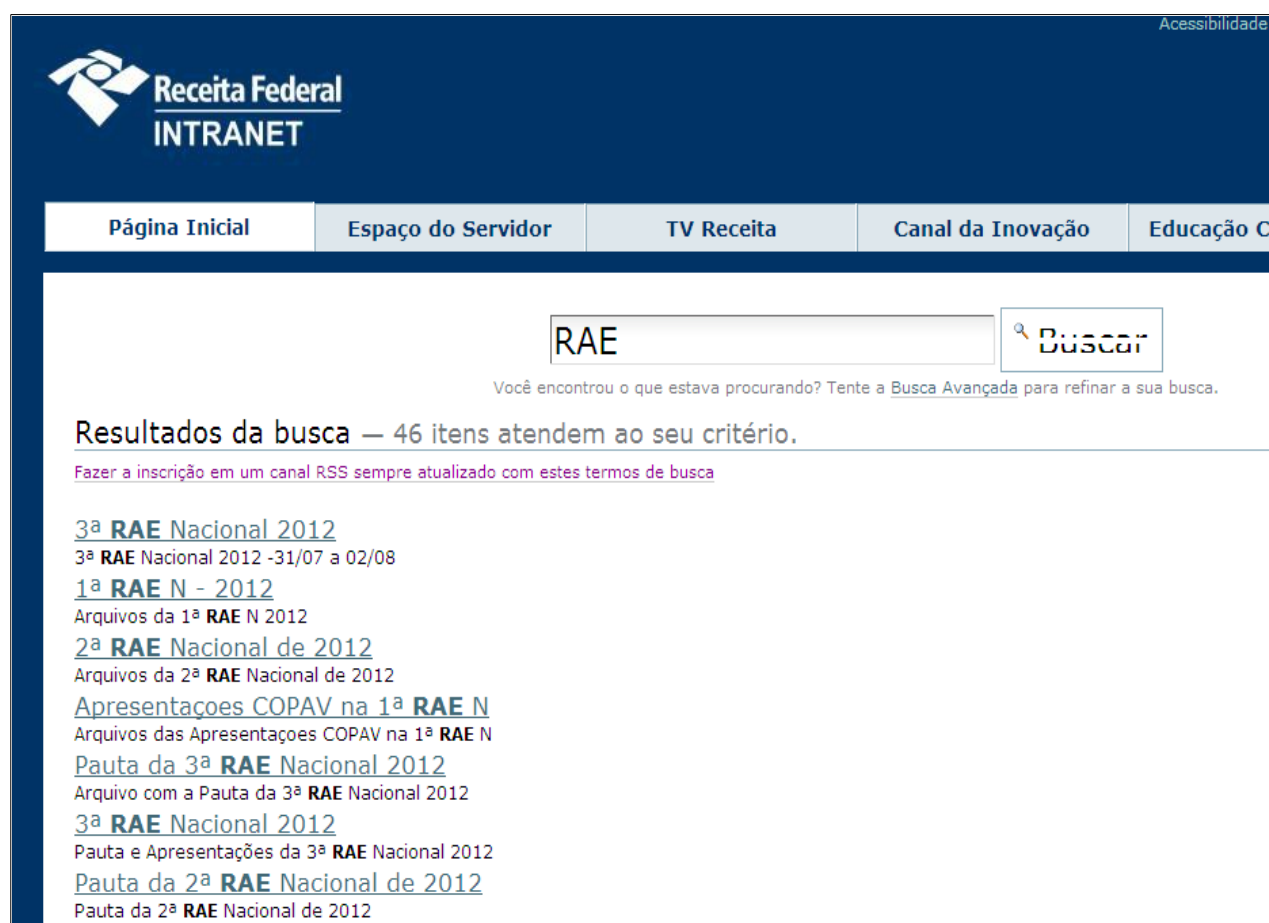 Acessibilidade
Receita Federal
INTRANET
Página Inicial Espaço do Servidor TV Receita Canal da Inovação Educação C
RAE Buscar
Você encontrou o que estava procurando? Tente a Busca Avançada para refinar a sua busca.
Resultados da busca — 46 itens atendem ao seu critério.
Fazer a inscrição em um canal RSS sempre atualizado com estes termos de busca
3ª RAE Nacional 2012
3ª RAE Nacional 2012 -31/07 a 02/08
1ª RAE N - 2012
Arquivos da 1ª RAE N 2012
2ª RAE Nacional de 2012
Arquivos da 2ª RAE Nacional de 2012
Apresentaçoes COPAV na 1ª RAE N
Arquivos das Apresentaçoes COPAV na 1ª RAE N
Pauta da 3ª RAE Nacional 2012
Arquivo com a Pauta da 3ª RAE Nacional 2012
3ª RAE Nacional 2012
Pauta e Apresentações da 3ª RAE Nacional 2012
Pauta da 2ª RAE Nacional de 2012
Pauta da 2ª RAE Nacional de 2012